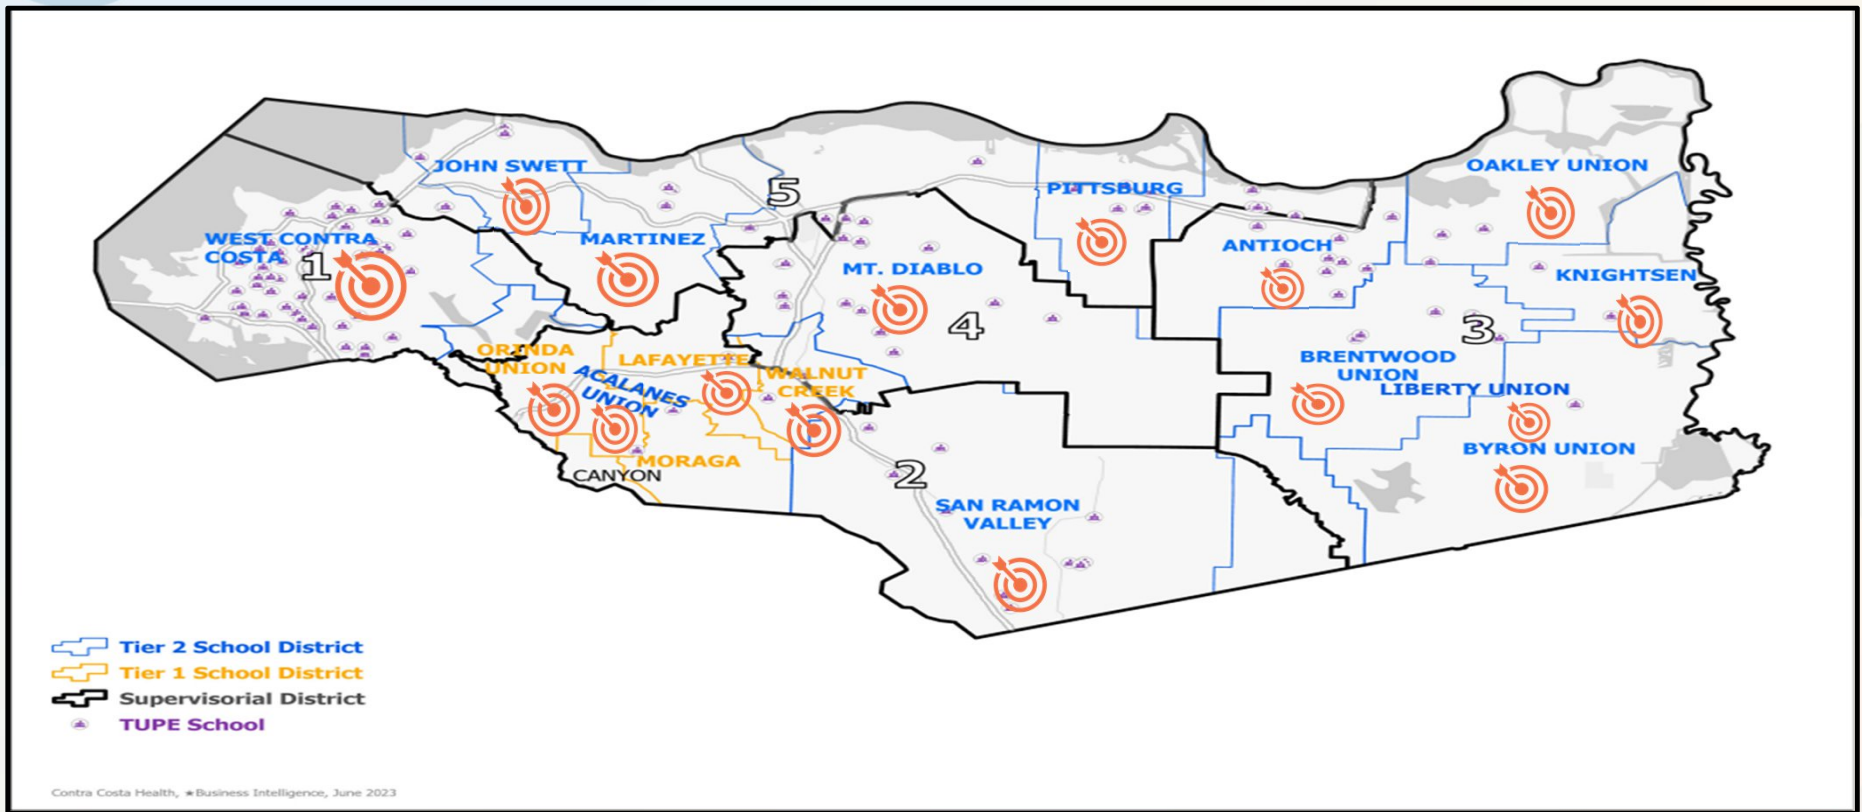 OAKLEY UNION
JOHN SWETT
PITTSBURG
5
WEST CONTRA
COSTA
1
MARTINEZ
ANTIOCH
MT. DIABLO
KNIGHTSEN
4
3
ORINDA
UNION
LAFAYETTE
ACALANES
UNION
WALNUT
CREEK
BRENTWOOD
UNION
LIBERTY UNION
BYRON UNION
MORAGA
CANYON
2
SAN RAMON
VALLEY
Tier 2 School District
Tier 1 School District
Supervisorial District
TUPE School
Contra Costa Health, ★Business Intelligence, June 2023